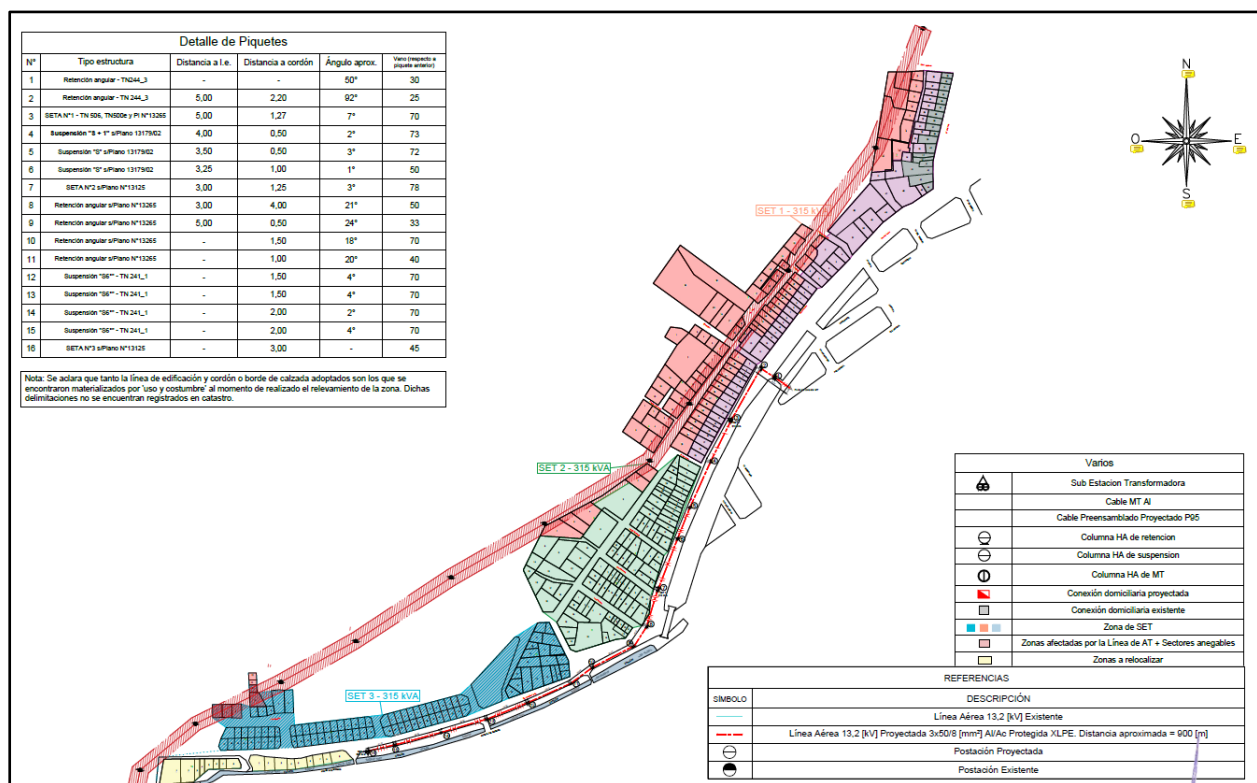 Detalle de Piquetes
N° Tipo estructura Distancia a l.e. Distancia a cordón Ángulo aprox. Vano (respecto a piquete anterior)
1 Retención angular - TN244_3 - - 50° 30
2 Retención angular - TN 244_3 5,00 2,20 92° 25
3 SETA N°1 - TN 506, TN500e y Pl N°13265 5,00 1,27 7° 70
4 Suspensión "S + 1" s/Plano 13179/02 4,00 0,50 2° 73
5 Suspensión "S" s/Plano 13179/02 3,50 0,50 3° 72
6 Suspensión "S" s/Plano 13179/02 3,25 1,00 1° 50
7 SETA N°2 s/Plano N°13125 3,00 1,25 3° 78
8 Retención angular s/Plano N°13265 3,00 4,00 21° 50
9 Retención angular s/Plano N°13265 5,00 0,50 24° 33
10 Retención angular s/Plano N°13265 - 1,50 18° 70
11 Retención angular s/Plano N°13265 - 1,00 20° 40
12 Suspensión "S6"" - TN 241_1 - 1,50 4° 70
13 Suspensión "S6"" - TN 241_1 - 1,50 4° 70
14 Suspensión "S6"" - TN 241_1 - 2,00 2° 70
15 Suspensión "S6"" - TN 241_1 - 2,00 4° 70
16 SETA N°3 s/Plano N°13125 - 3,00 - 45
Nota: Se aclara que tanto la línea de edificación y cordón o borde de calzada adoptados son los que se
encontraron materializados por 'uso y costumbre' al momento de realizado el relevamiento de la zona. Dichas
delimitaciones no se encuentran registrados en catastro.
N
O
E
S
SET 1 - 315 kVA
SET 2 - 315 kVA
SET 3 - 315 kVA
Varios
Sub Estacion Transformadora
Cable MT Al
Cable Preensamblado Proyectado P95
Columna HA de retencion
Columna HA de suspension
Columna HA de MT
Conexión domiciliaria proyectada
Conexión domiciliaria existente
Zona de SET
Zonas afectadas por la Línea de AT + Sectores anegables
Zonas a relocalizar
REFERENCIAS
SÍMBOLO DESCRIPCIÓN
Línea Aérea 13,2 [kV] Existente
Línea Aérea 13,2 [kV] Proyectada 3x50/8 [mm²] Al/Ac Protegida XLPE. Distancia aproximada = 900 [m]
Postación Proyectada
Postación Existente